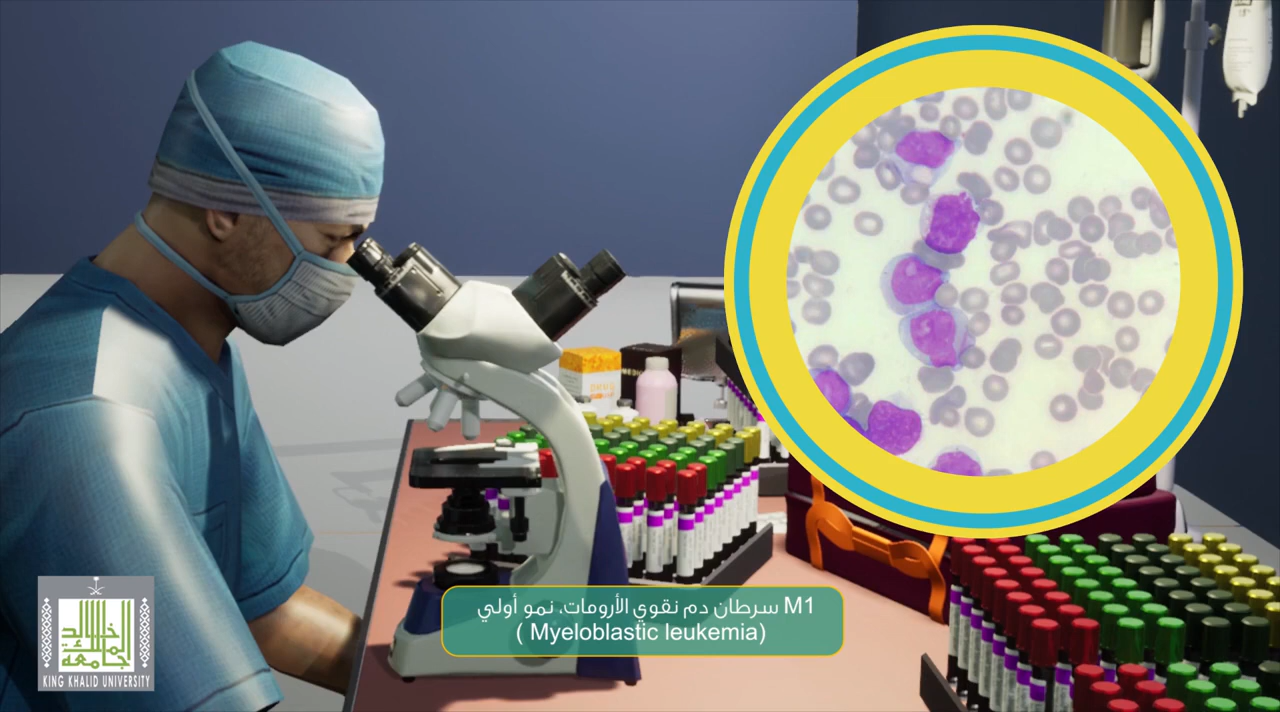 M1 سرطان دم نقوي الأرومات، نمو أولي
( Myeloblastic leukemia)
جامعة
الملك خالد
KING KHALID UNIVERSITY